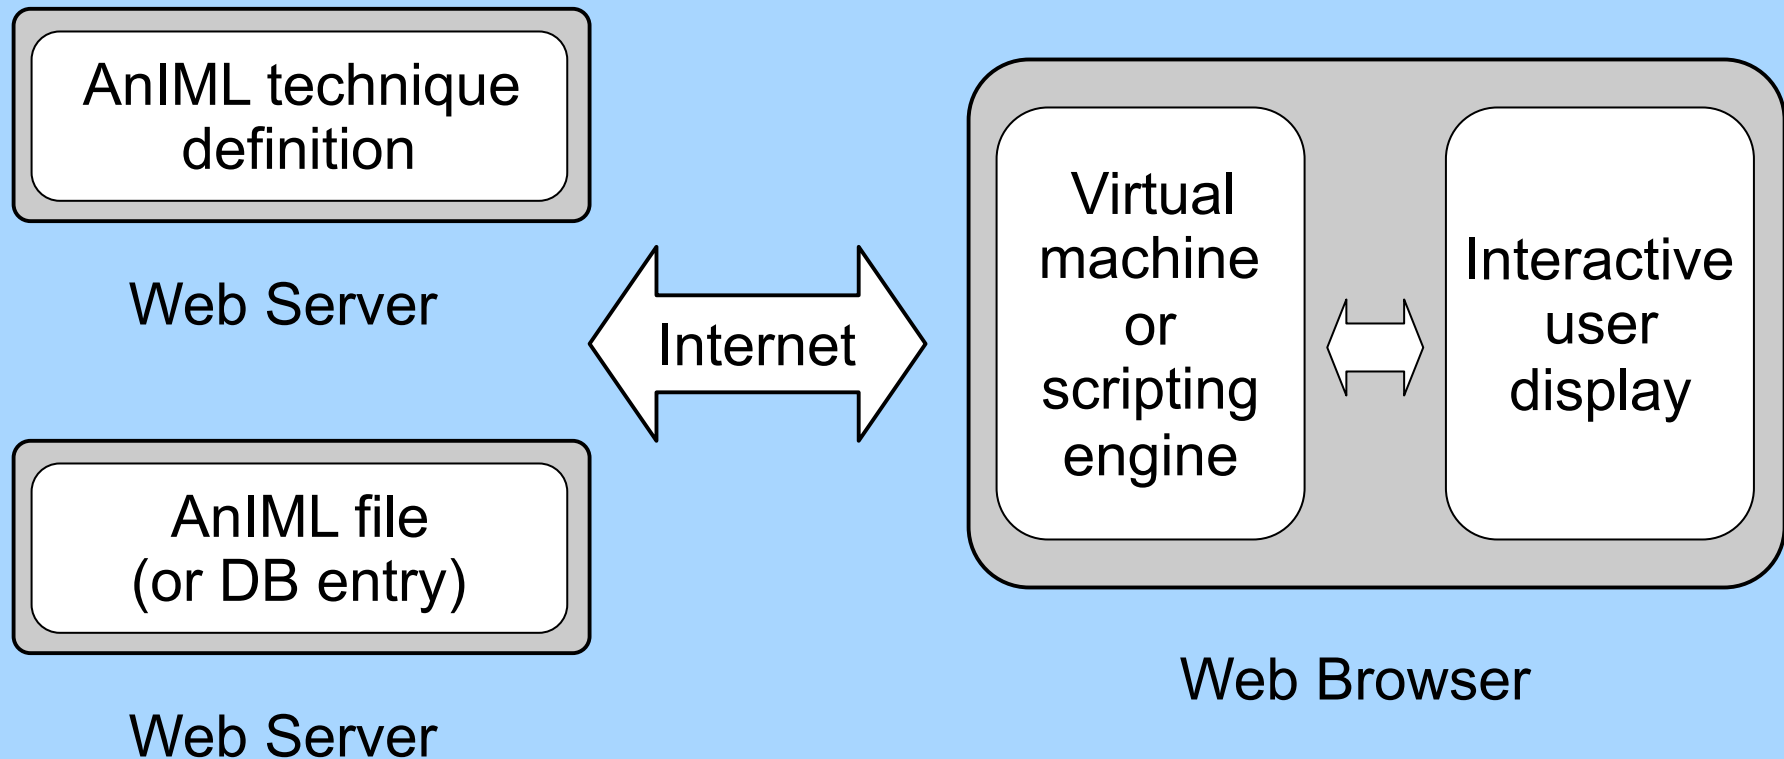 AnIML technique
definition
Web Server
AnIML file
(or DB entry)
Web Server
Internet
Virtual
machine
or
scripting
engine
Interactive
user
display
Web Browser